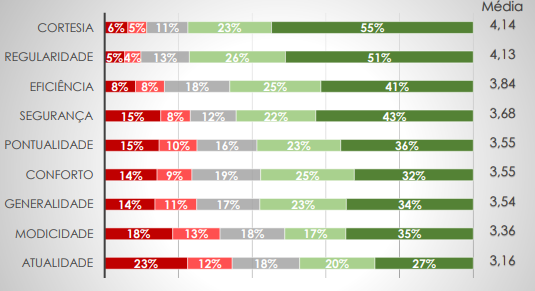 Média
CORTESIA 6% 5% 11% 23% 55% 4,14
REGULARIDADE 5% 4% 13% 26% 51% 4,13
EFICIÊNCIA 8% 8% 18% 25% 41% 3,84
SEGURANÇA 15% 8% 12% 22% 43% 3,68
PONTUALIDADE 15% 10% 16% 23% 36% 3,55
CONFORTO 14% 9% 19% 25% 32% 3,55
GENERALIDADE 14% 11% 17% 23% 34% 3,54
MODICIDADE 18% 13% 18% 17% 35% 3,36
ATUALIDADE 23% 12% 18% 20% 27% 3,16